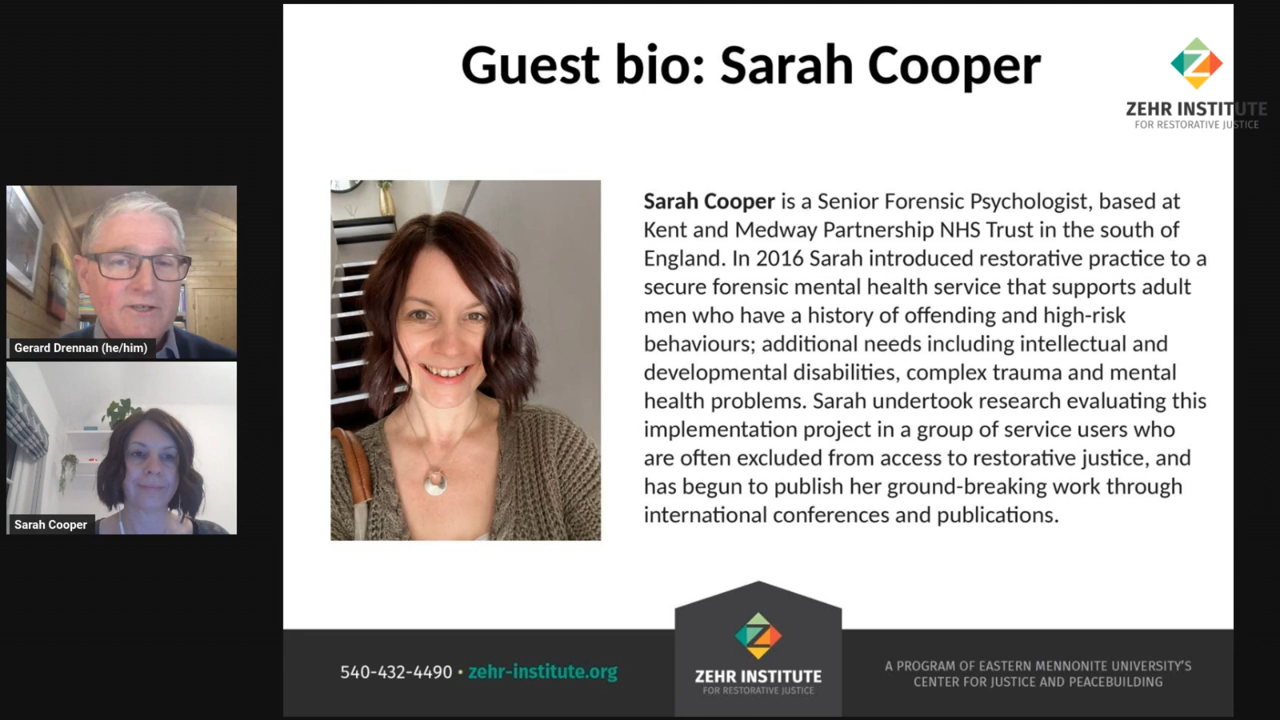 Guest bio: Sarah Cooper
ZEHR INSTITUTE
FOR RESTORATIVE JUSTICE
Gerard Drennan (he/him)
Sarah Cooper
Sarah Cooper is a Senior Forensic Psychologist, based at
Kent and Medway Partnership NHS Trust in the south of
England. In 2016 Sarah introduced restorative practice to a
secure forensic mental health service that supports adult
men who have a history of offending and high-risk
behaviours; additional needs including intellectual and
developmental disabilities, complex trauma and mental
health problems. Sarah undertook research evaluating this
implementation project in a group of service users who
are often excluded from access to restorative justice, and
has begun to publish her ground-breaking work through
international conferences and publications.
540-432-4490 • zehr-institute.org
Z
ZEHR INSTITUTE
FOR RESTORATIVE JUSTICE
A PROGRAM OF EASTERN MENNONITE UNIVERSITY'S
CENTER FOR JUSTICE AND PEACEBUILDING